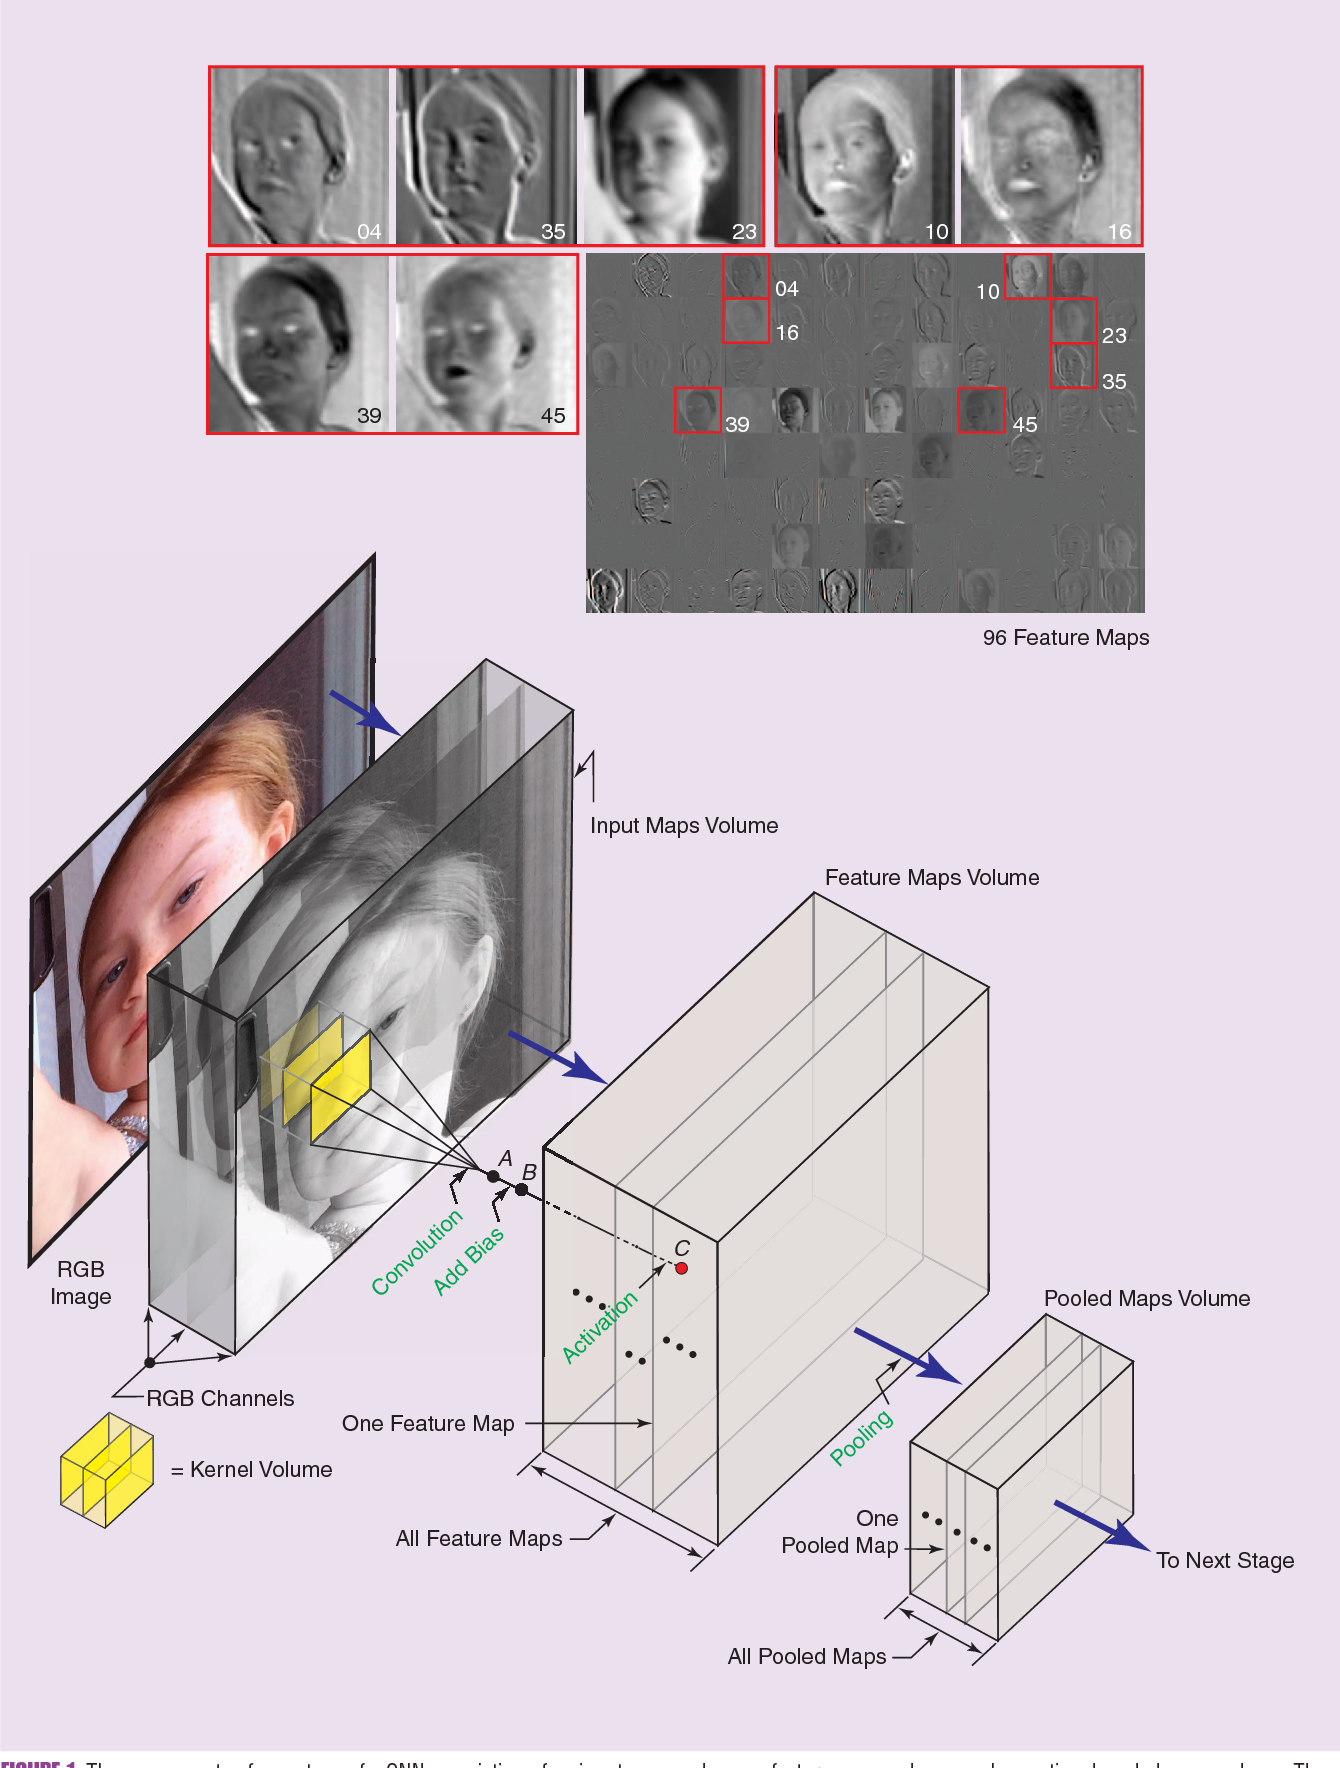 04
35
23
10
16
39
45
04
10
16
23
35
39
45
96 Feature Maps
Input Maps Volume
Feature Maps Volume
A
B
Convolution
Add Bias
C
Activation
RGB
Image
RGB Channels
= Kernel Volume
One Feature Map
All Feature Maps
Pooling
Pooled Maps Volume
One
Pooled Map
To Next Stage
All Pooled Maps
FIGURE 1